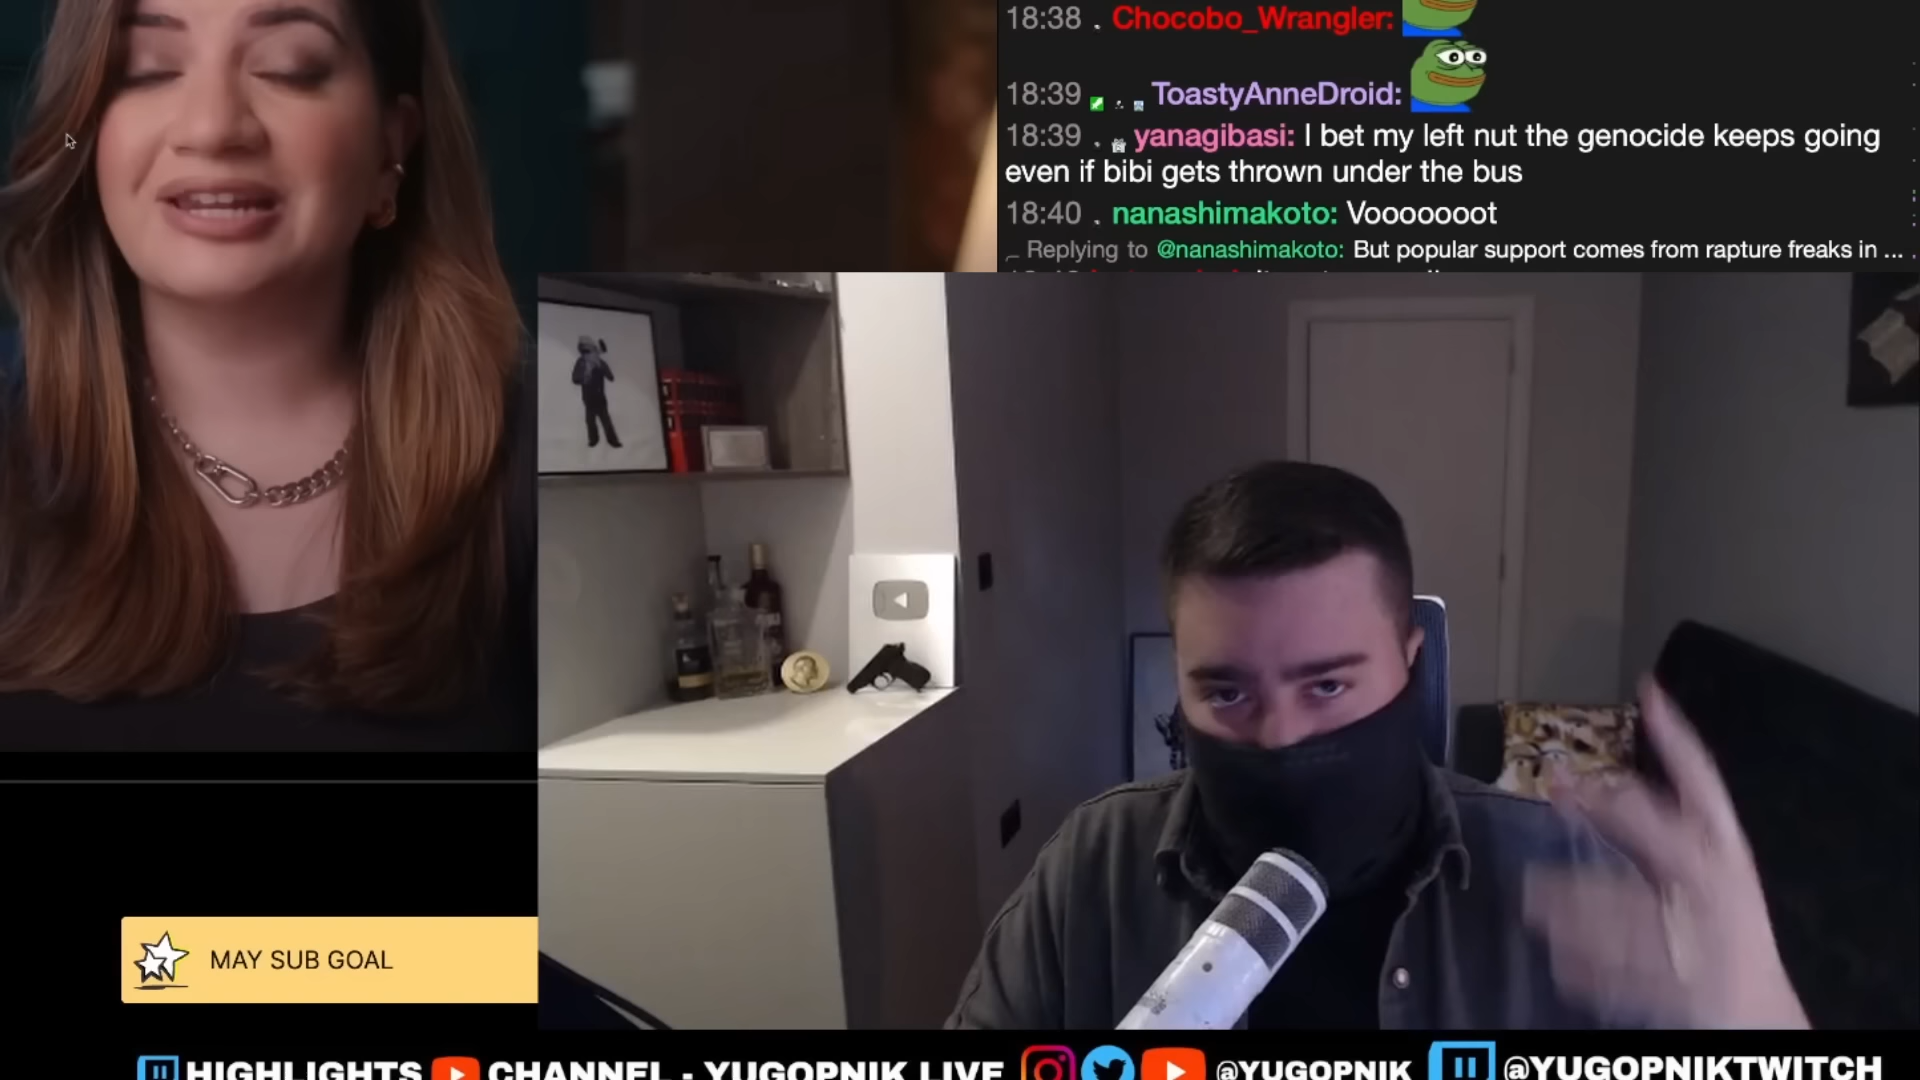 18:38 . Chocobo_Wrangler:
18:39 ToastyAnneDroid:
18:39 . yanagibasi: I bet my left nut the genocide keeps going
even if bibi gets thrown under the bus
18:40 . nanashimakoto: Vooooooot
Replying to @nanashimakoto: But popular support comes from rapture freaks in ...
MAY SUB GOAL
HIGHLIGHTS CHANNEL - YUGOPNIK LIVE @YUGOPNIK @YUGOPNIKTWITCH